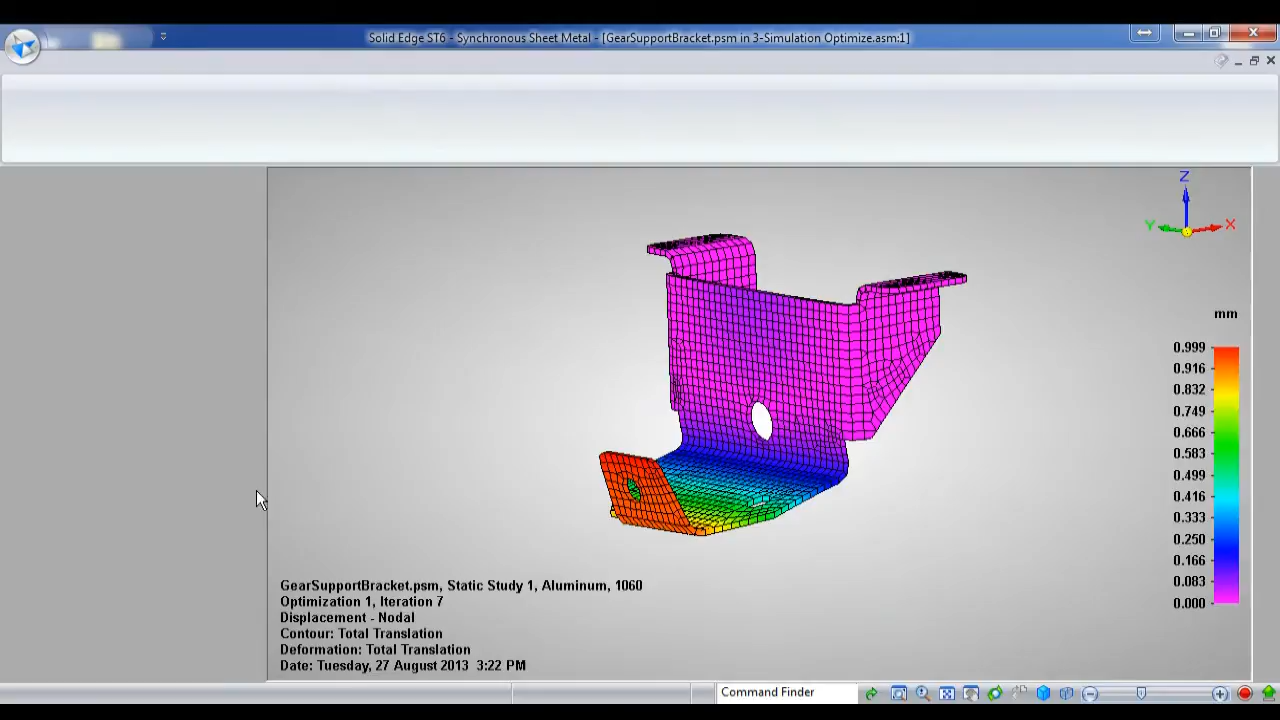 Solid Edge ST6 - Synchronous Sheet Metal - [GearSupportBracket.psm in 3-Simulation Optimize.asm:1]
Z
Y
X
mm
0.999
0.916
0.832
0.749
0.666
0.583
0.499
0.416
0.333
0.250
0.166
0.083
0.000
GearSupportBracket.psm, Static Study 1, Aluminum, 1060
Optimization 1, Iteration 7
Displacement - Nodal
Contour: Total Translation
Deformation: Total Translation
Date: Tuesday, 27 August 2013 3:22 PM
Command Finder